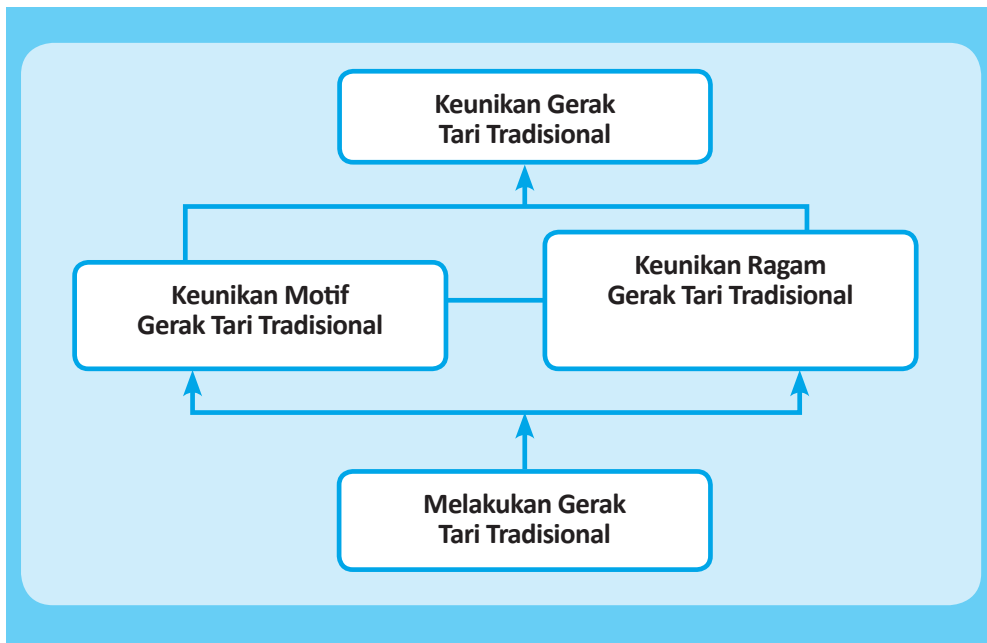 Keunikan Gerak
Tari Tradisional
Keunikan Motif
Gerak Tari Tradisional
Keunikan Ragam
Gerak Tari Tradisional
Melakukan Gerak
Tari Tradisional